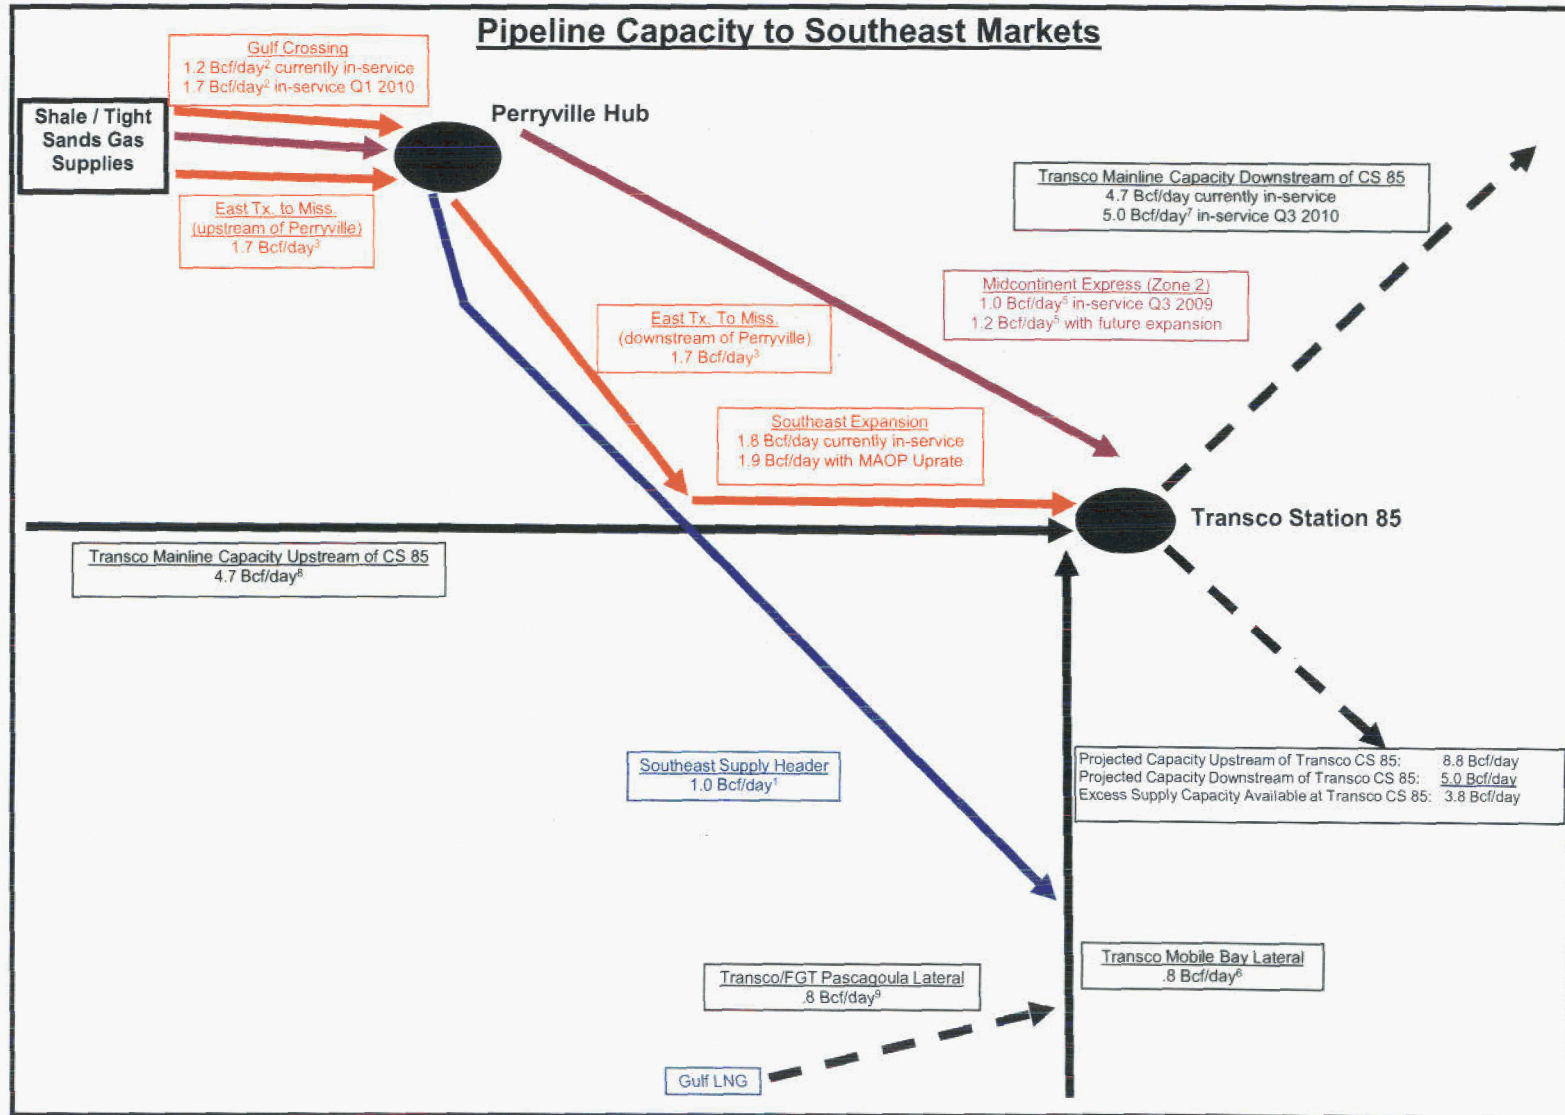 Pipeline Capacity to Southeast Markets
Gulf Crossing
1.2 Bcf/day² currently in-service
1.7 Bcf/day² in-service Q1 2010
Shale / Tight
Sands Gas
Supplies
Perryville Hub
East Tx. to Miss.
(upstream of Perryville)
1.7 Bcf/day³
Transco Mainline Capacity Downstream of CS 85
4.7 Bcf/day currently in-service
5.0 Bcf/day⁷ in-service Q3 2010
Midcontinent Express (Zone 2)
1.0 Bcf/day⁵ in-service Q3 2009
1.2 Bcf/day⁵ with future expansion
East Tx. To Miss.
(downstream of Perryville)
1.7 Bcf/day³
Southeast Expansion
1.8 Bcf/day currently in-service
1.9 Bcf/day with MAOP Uprate
Transco Station 85
Transco Mainline Capacity Upstream of CS 85
4.7 Bcf/day⁶
Southeast Supply Header
1.0 Bcf/day¹
Projected Capacity Upstream of Transco CS 85: 8.8 Bcf/day
Projected Capacity Downstream of Transco CS 85: 5.0 Bcf/day
Excess Supply Capacity Available at Transco CS 85: 3.8 Bcf/day
Transco/FGT Pascagoula Lateral
.8 Bcf/day⁹
Transco Mobile Bay Lateral
.8 Bcf/day⁶
Gulf LNG